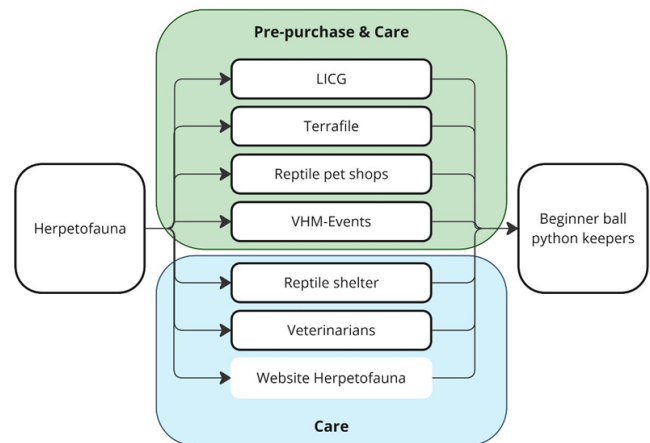 Pre-purchase & Care
LICG
Terrafile
Reptile pet shops
VHM-Events
Herpetofauna
Beginner ball
python keepers
Reptile shelter
Veterinarians
Website Herpetofauna
Care